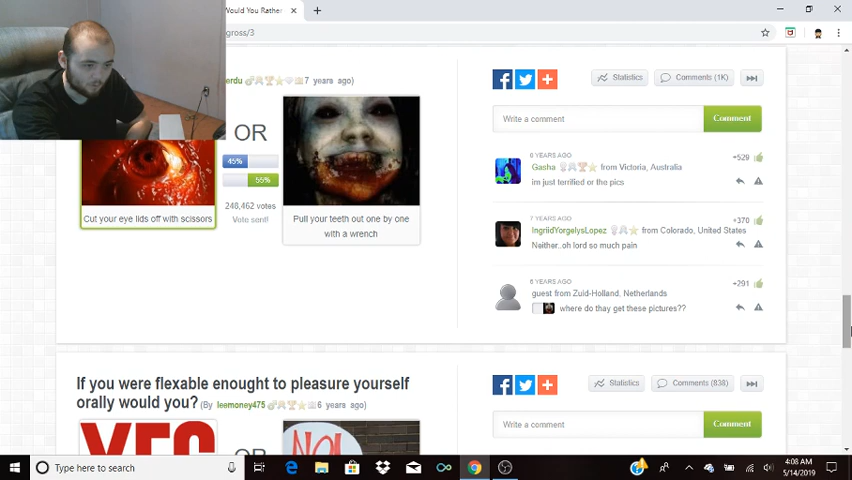 Would You Rather
gross/3
erdu
7 years ago)
Statistics
Comments (1K)
OR
45%
55%
248,462 votes
Vote sent!
Cut your eye lids off with scissors
Pull your teeth out one by one
with a wrench
Write a comment
Comment
6 YEARS AGO
+529
Gasha from Victoria, Australia
im just terrified or the pics
7 YEARS AGO
+370
IngriidYorgelysLopez from Colorado, United States
Neither..oh lord so much pain
6 YEARS AGO
+291
guest from Zuid-Holland, Netherlands
where do thay get these pictures??
If you were flexable enought to pleasure yourself
orally would you? (By leemoney475 6 years ago)
Statistics
Comments (838)
YES
OR
NO!
Write a comment
Comment
Type here to search
4:08 AM
5/14/2019